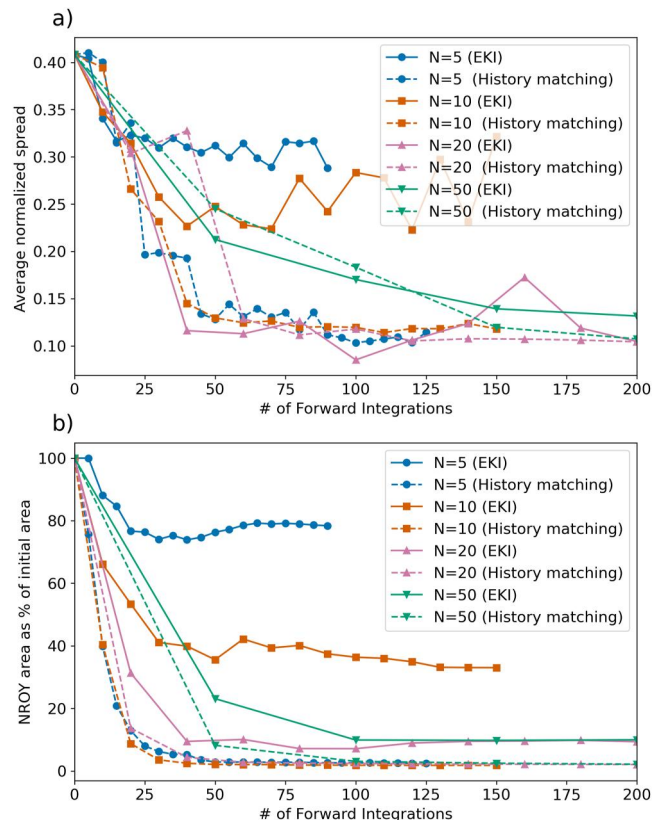 a)
0.40
0.35
0.30
0.25
0.20
0.15
0.10
Average normalized spread
N=5 (EKI)
N=5 (History matching)
N=10 (EKI)
N=10 (History matching)
N=20 (EKI)
N=20 (History matching)
N=50 (EKI)
N=50 (History matching)
0 25 50 75 100 125 150 175 200
# of Forward Integrations
b)
100
80
60
40
20
0
NROY area as % of initial area
N=5 (EKI)
N=5 (History matching)
N=10 (EKI)
N=10 (History matching)
N=20 (EKI)
N=20 (History matching)
N=50 (EKI)
N=50 (History matching)
0 25 50 75 100 125 150 175 200
# of Forward Integrations